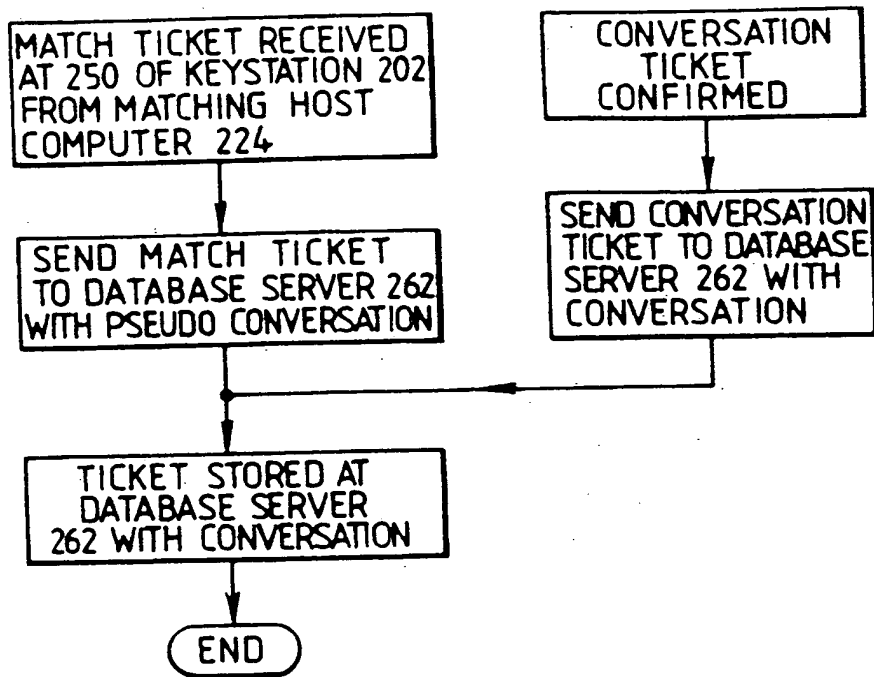 MATCH TICKET RECEIVED
AT 250 OF KEYSTATION 202
FROM MATCHING HOST
COMPUTER 224
SEND MATCH TICKET
TO DATABASE SERVER 262
WITH PSEUDO CONVERSATION
CONVERSATION
TICKET
CONFIRMED
SEND CONVERSATION
TICKET TO DATABASE
SERVER 262 WITH
CONVERSATION
TICKET STORED AT
DATABASE SERVER
262 WITH CONVERSATION
END